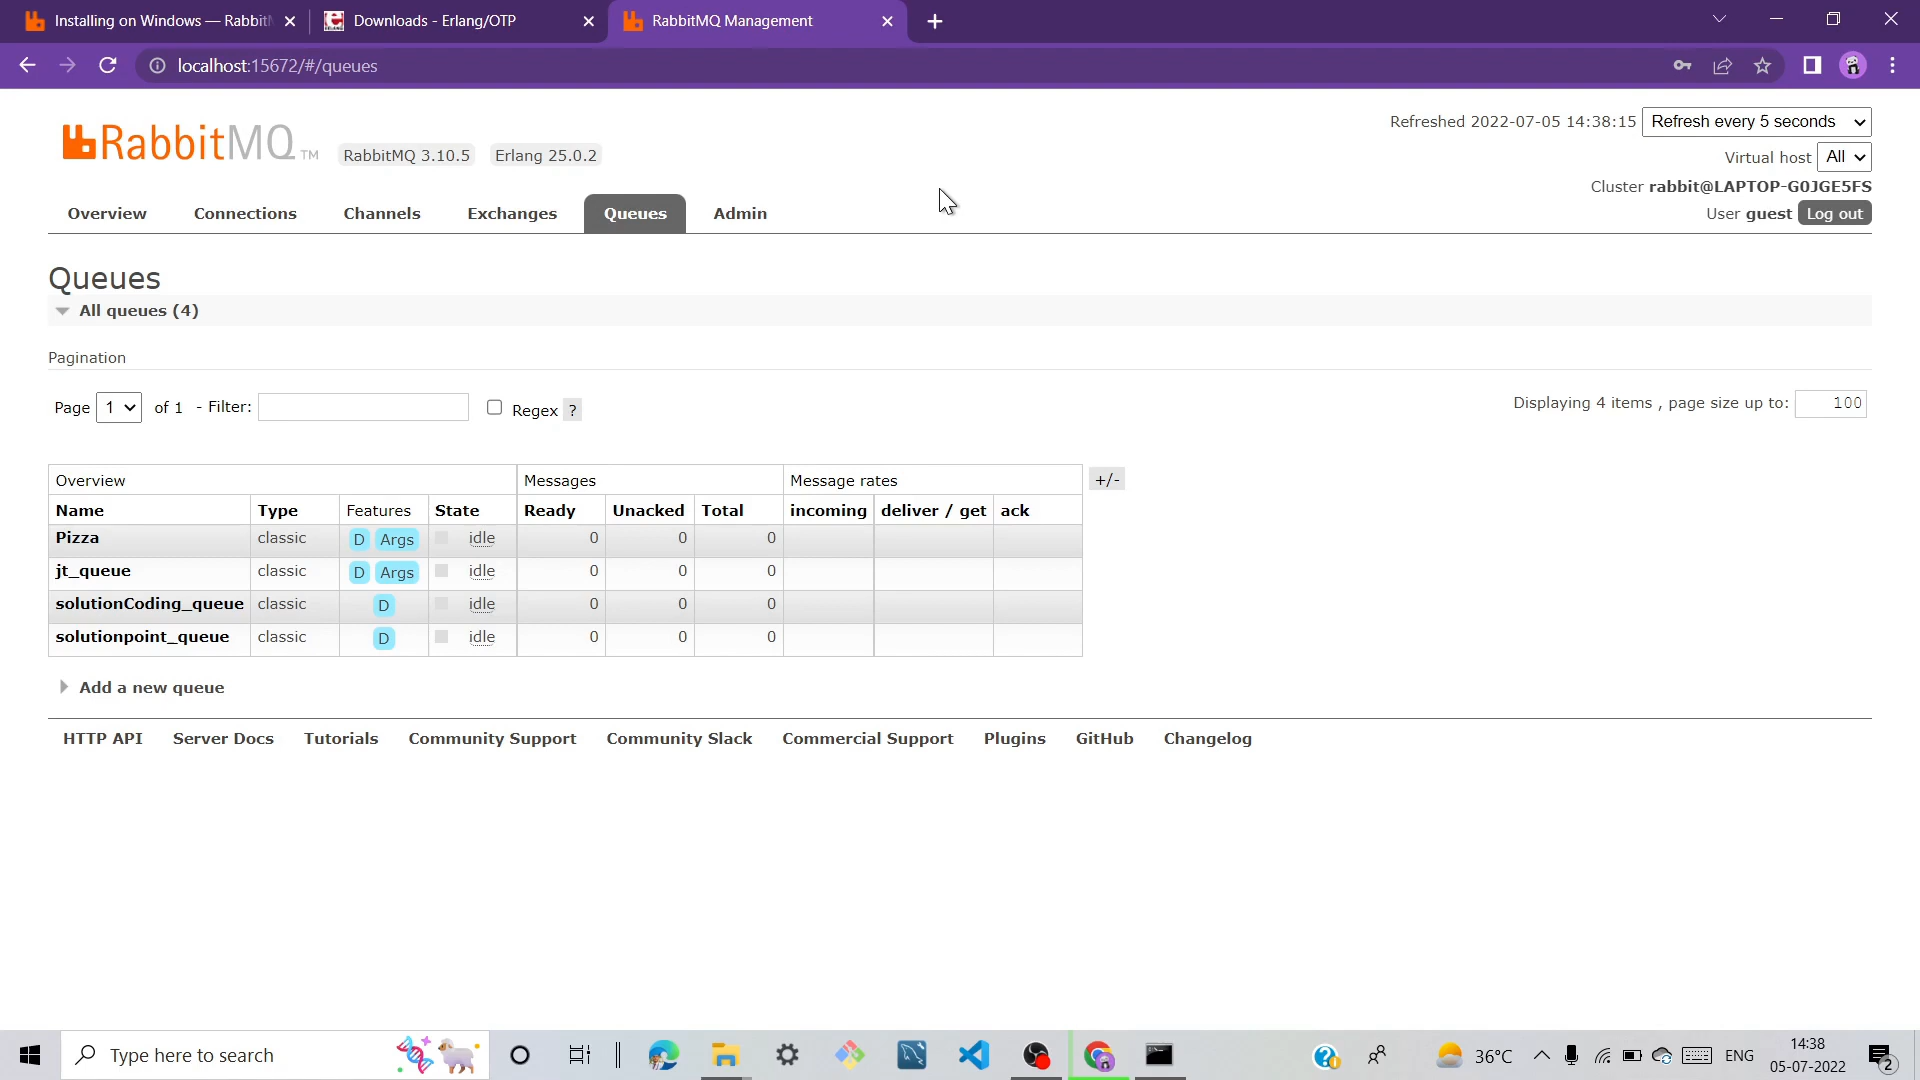 Installing on Windows — Rabbit
Downloads - Erlang/OTP
RabbitMQ Management
localhost:15672/#/queues
RabbitMQ TM
RabbitMQ 3.10.5
Erlang 25.0.2
Refreshed 2022-07-05 14:38:15
Refresh every 5 seconds
Virtual host All
Cluster rabbit@LAPTOP-G0JGE5FS
User guest Log out
Overview Connections Channels Exchanges Queues Admin
Queues
All queues (4)
Pagination
Page 1 of 1 - Filter: Regex ?
Displaying 4 items , page size up to: 100
Overview Messages Message rates +/-
Name Type Features State Ready Unacked Total incoming deliver / get ack
Pizza classic D Args idle 0 0 0
jt_queue classic D Args idle 0 0 0
solutionCoding_queue classic D idle 0 0 0
solutionpoint_queue classic D idle 0 0 0
Add a new queue
HTTP API Server Docs Tutorials Community Support Community Slack Commercial Support Plugins GitHub Changelog
Type here to search
36°C
ENG
14:38
05-07-2022
2